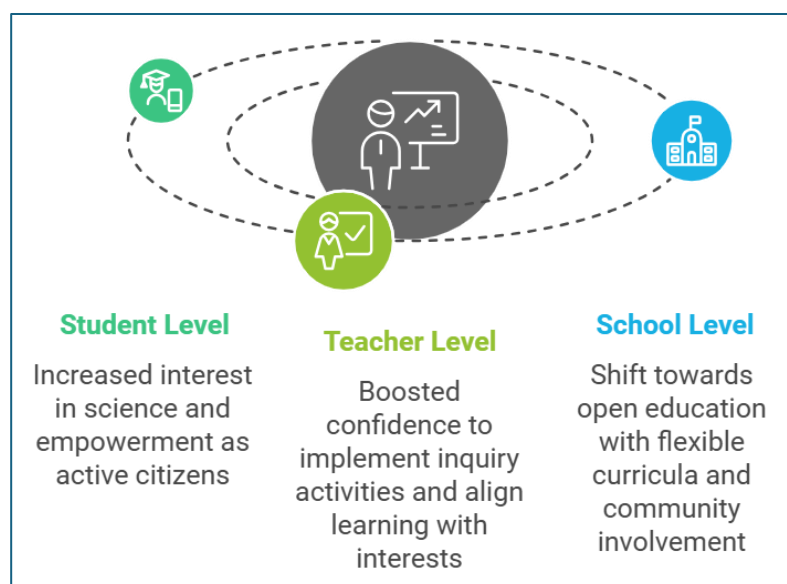 Student Level
Increased interest
in science and
empowerment as
active citizens
Teacher Level
Boosted
confidence to
implement inquiry
activities and align
learning with
interests
School Level
Shift towards
open education
with flexible
curricula and
community
involvement